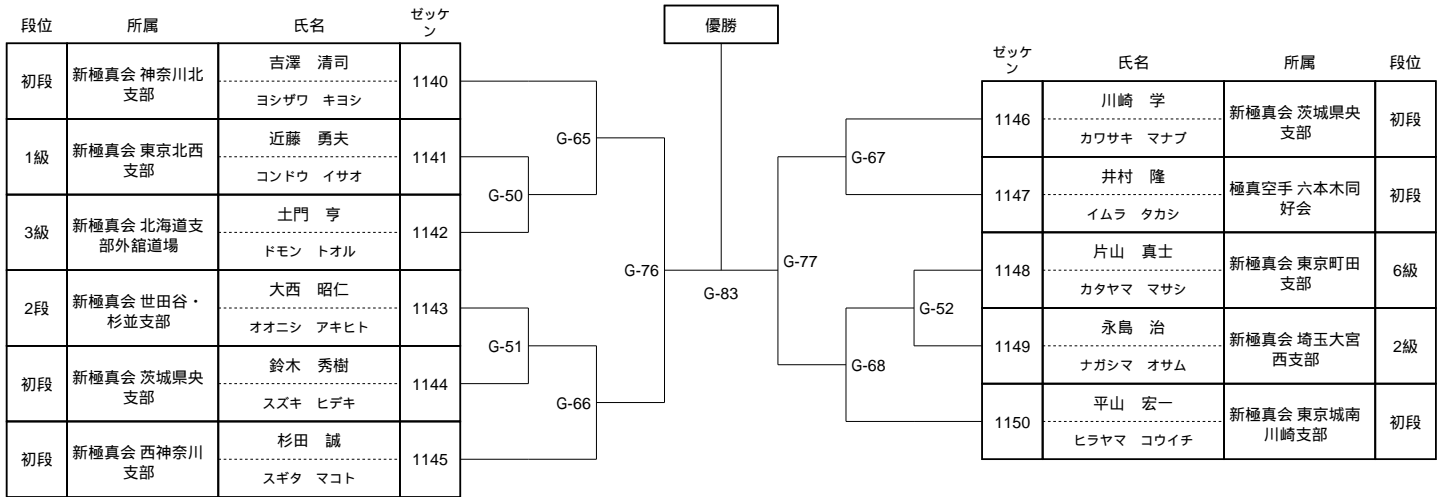 優勝
段位 所属 氏名 ゼッケ
ン
初段 新極真会 神奈川北
支部 吉澤 清司
ヨシザワ キヨシ 1140
1級 新極真会 東京北西
支部 近藤 勇夫
コンドウ イサオ 1141
3級 新極真会 北海道支
部外舘道場 土門 亨
ドモン トオル 1142
2段 新極真会 世田谷・
杉並支部 大西 昭仁
オオニシ アキヒト 1143
初段 新極真会 茨城県央
支部 鈴木 秀樹
スズキ ヒデキ 1144
初段 新極真会 西神奈川
支部 杉田 誠
スギタ マコト 1145
G-65
G-50
G-76
G-51
G-66
G-83
G-77
G-67
G-52
G-68
ゼッケ
ン 氏名 所属 段位
1146 川崎 学
カワサキ マナブ 新極真会 茨城県央
支部 初段
1147 井村 隆
イムラ タカシ 極真空手 六本木同
好会 初段
1148 片山 真士
カタヤマ マサシ 新極真会 東京町田
支部 6級
1149 永島 治
ナガシマ オサム 新極真会 埼玉大宮
西支部 2級
1150 平山 宏一
ヒラヤマ コウイチ 新極真会 東京城南
川崎支部 初段